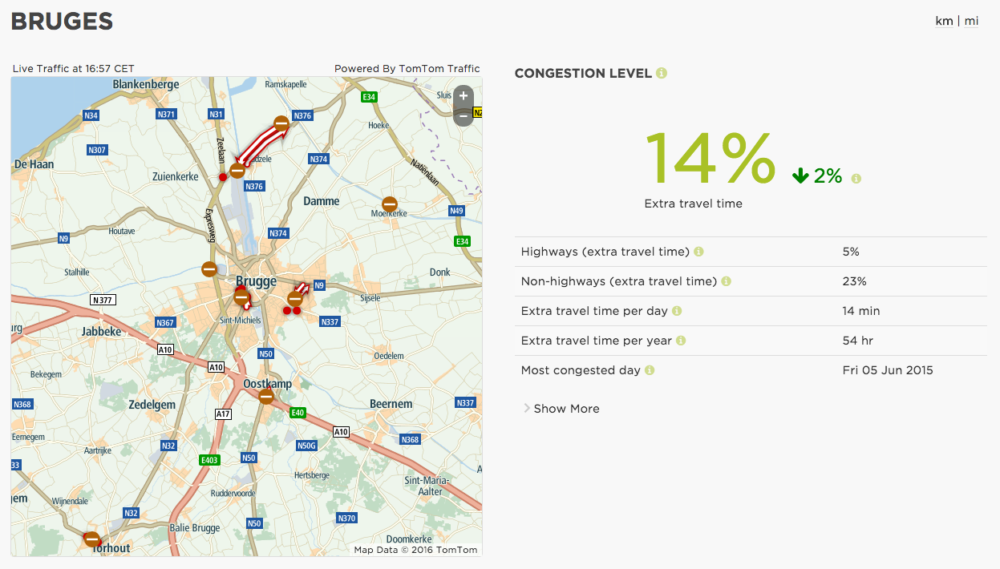 BRUGES
km | mi
Live Traffic at 16:57 CET
Powered By TomTom Traffic
CONGESTION LEVEL
14%
2%
Extra travel time
Highways (extra travel time) 5%
Non-highways (extra travel time) 23%
Extra travel time per day 14 min
Extra travel time per year 54 hr
Most congested day Fri 05 Jun 2015
Show More
Blankenberge
Ramskapelle
Sluis
E34
N34
N371
N31
N376
Hoeke
N307
Zeelaan
dzele
N374
De Haan
Zuienkerke
Natiënlaan
N376
Damme
Moerkerke
N49
Expresweg
Houtave
N9
N374
E34
Stalhille
Brugge
N9
Donk
Sijsele
N377
Jabbeke
N367
Sint-Michiels
N337
A10
N50
Oedelem
A10
Bekegem
Oostkamp
N368
Zedelgem
Beernem
N337
A17
E40
A10
Eernegem
N32
N50G
N368
Aartrijke
33
E403
N50
Hertsberge
Sint-Maria-
Aalter
Ruddervoorde
Wijnendale
N32
N50
N370
Balie Brugge
Doomkerke
Torhout
Map Data © 2016 TomTom